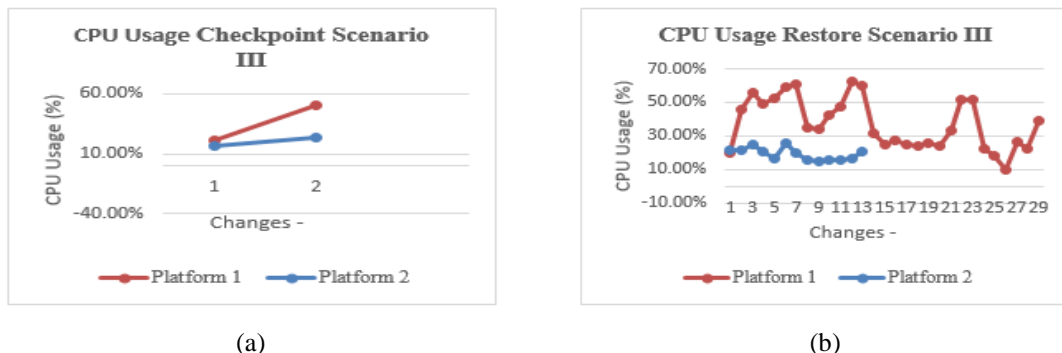 CPU Usage Checkpoint Scenario
III
60.00%
10.00%
-40.00%
CPU Usage (%)
1 2
Changes -
Platform 1 Platform 2
(a)
CPU Usage Restore Scenario III
70.00%
50.00%
30.00%
10.00%
-10.00%
CPU Usage (%)
1 3 5 7 9 11 13 15 17 19 21 23 25 27 29
Changes -
Platform 1 Platform 2
(b)